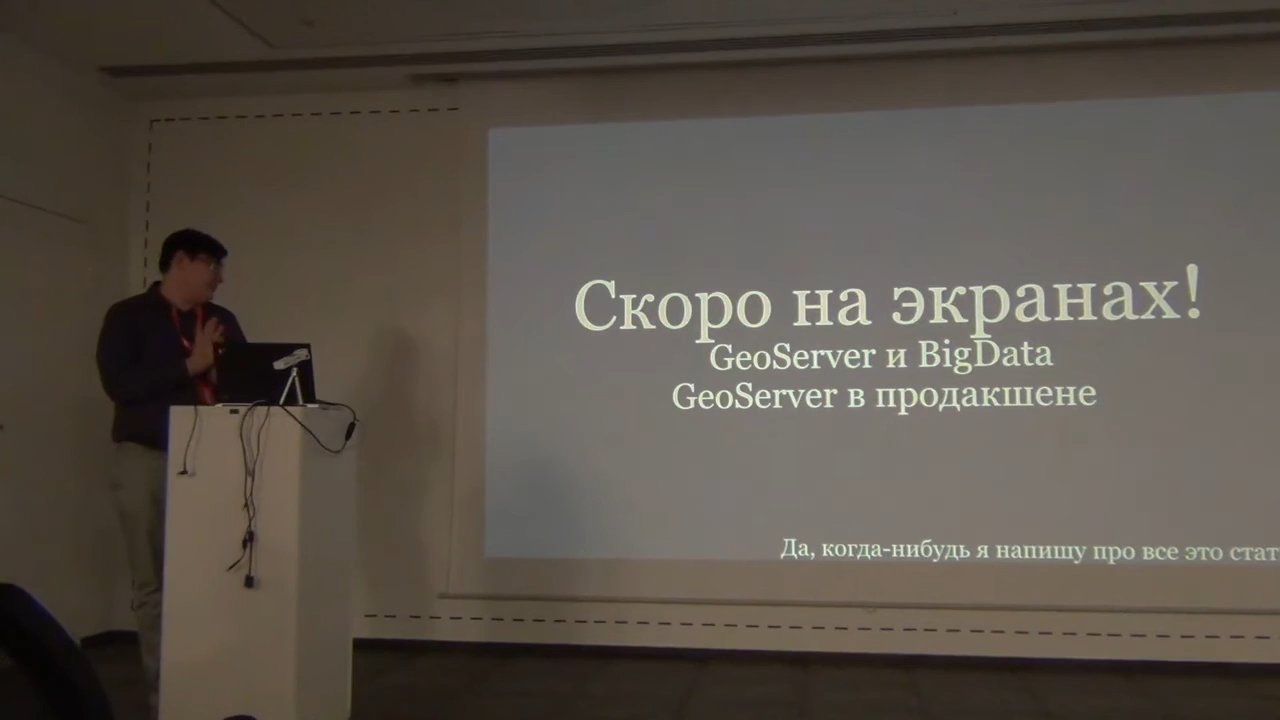 Скоро на экранах!
GeoServer и BigData
GeoServer в продакшене
Да, когда-нибудь я напишу про все это стат